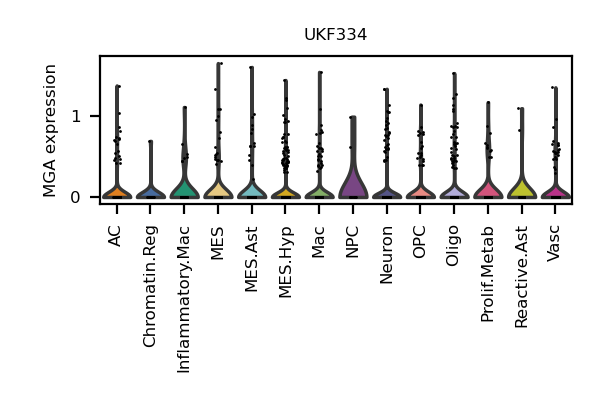 UKF334
MGA expression
1
0
AC
Chromatin.Reg
Inflammatory.Mac
MES
MES.Ast
MES.Hyp
Mac
NPC
Neuron
OPC
Oligo
Prolif.Metab
Reactive.Ast
Vasc